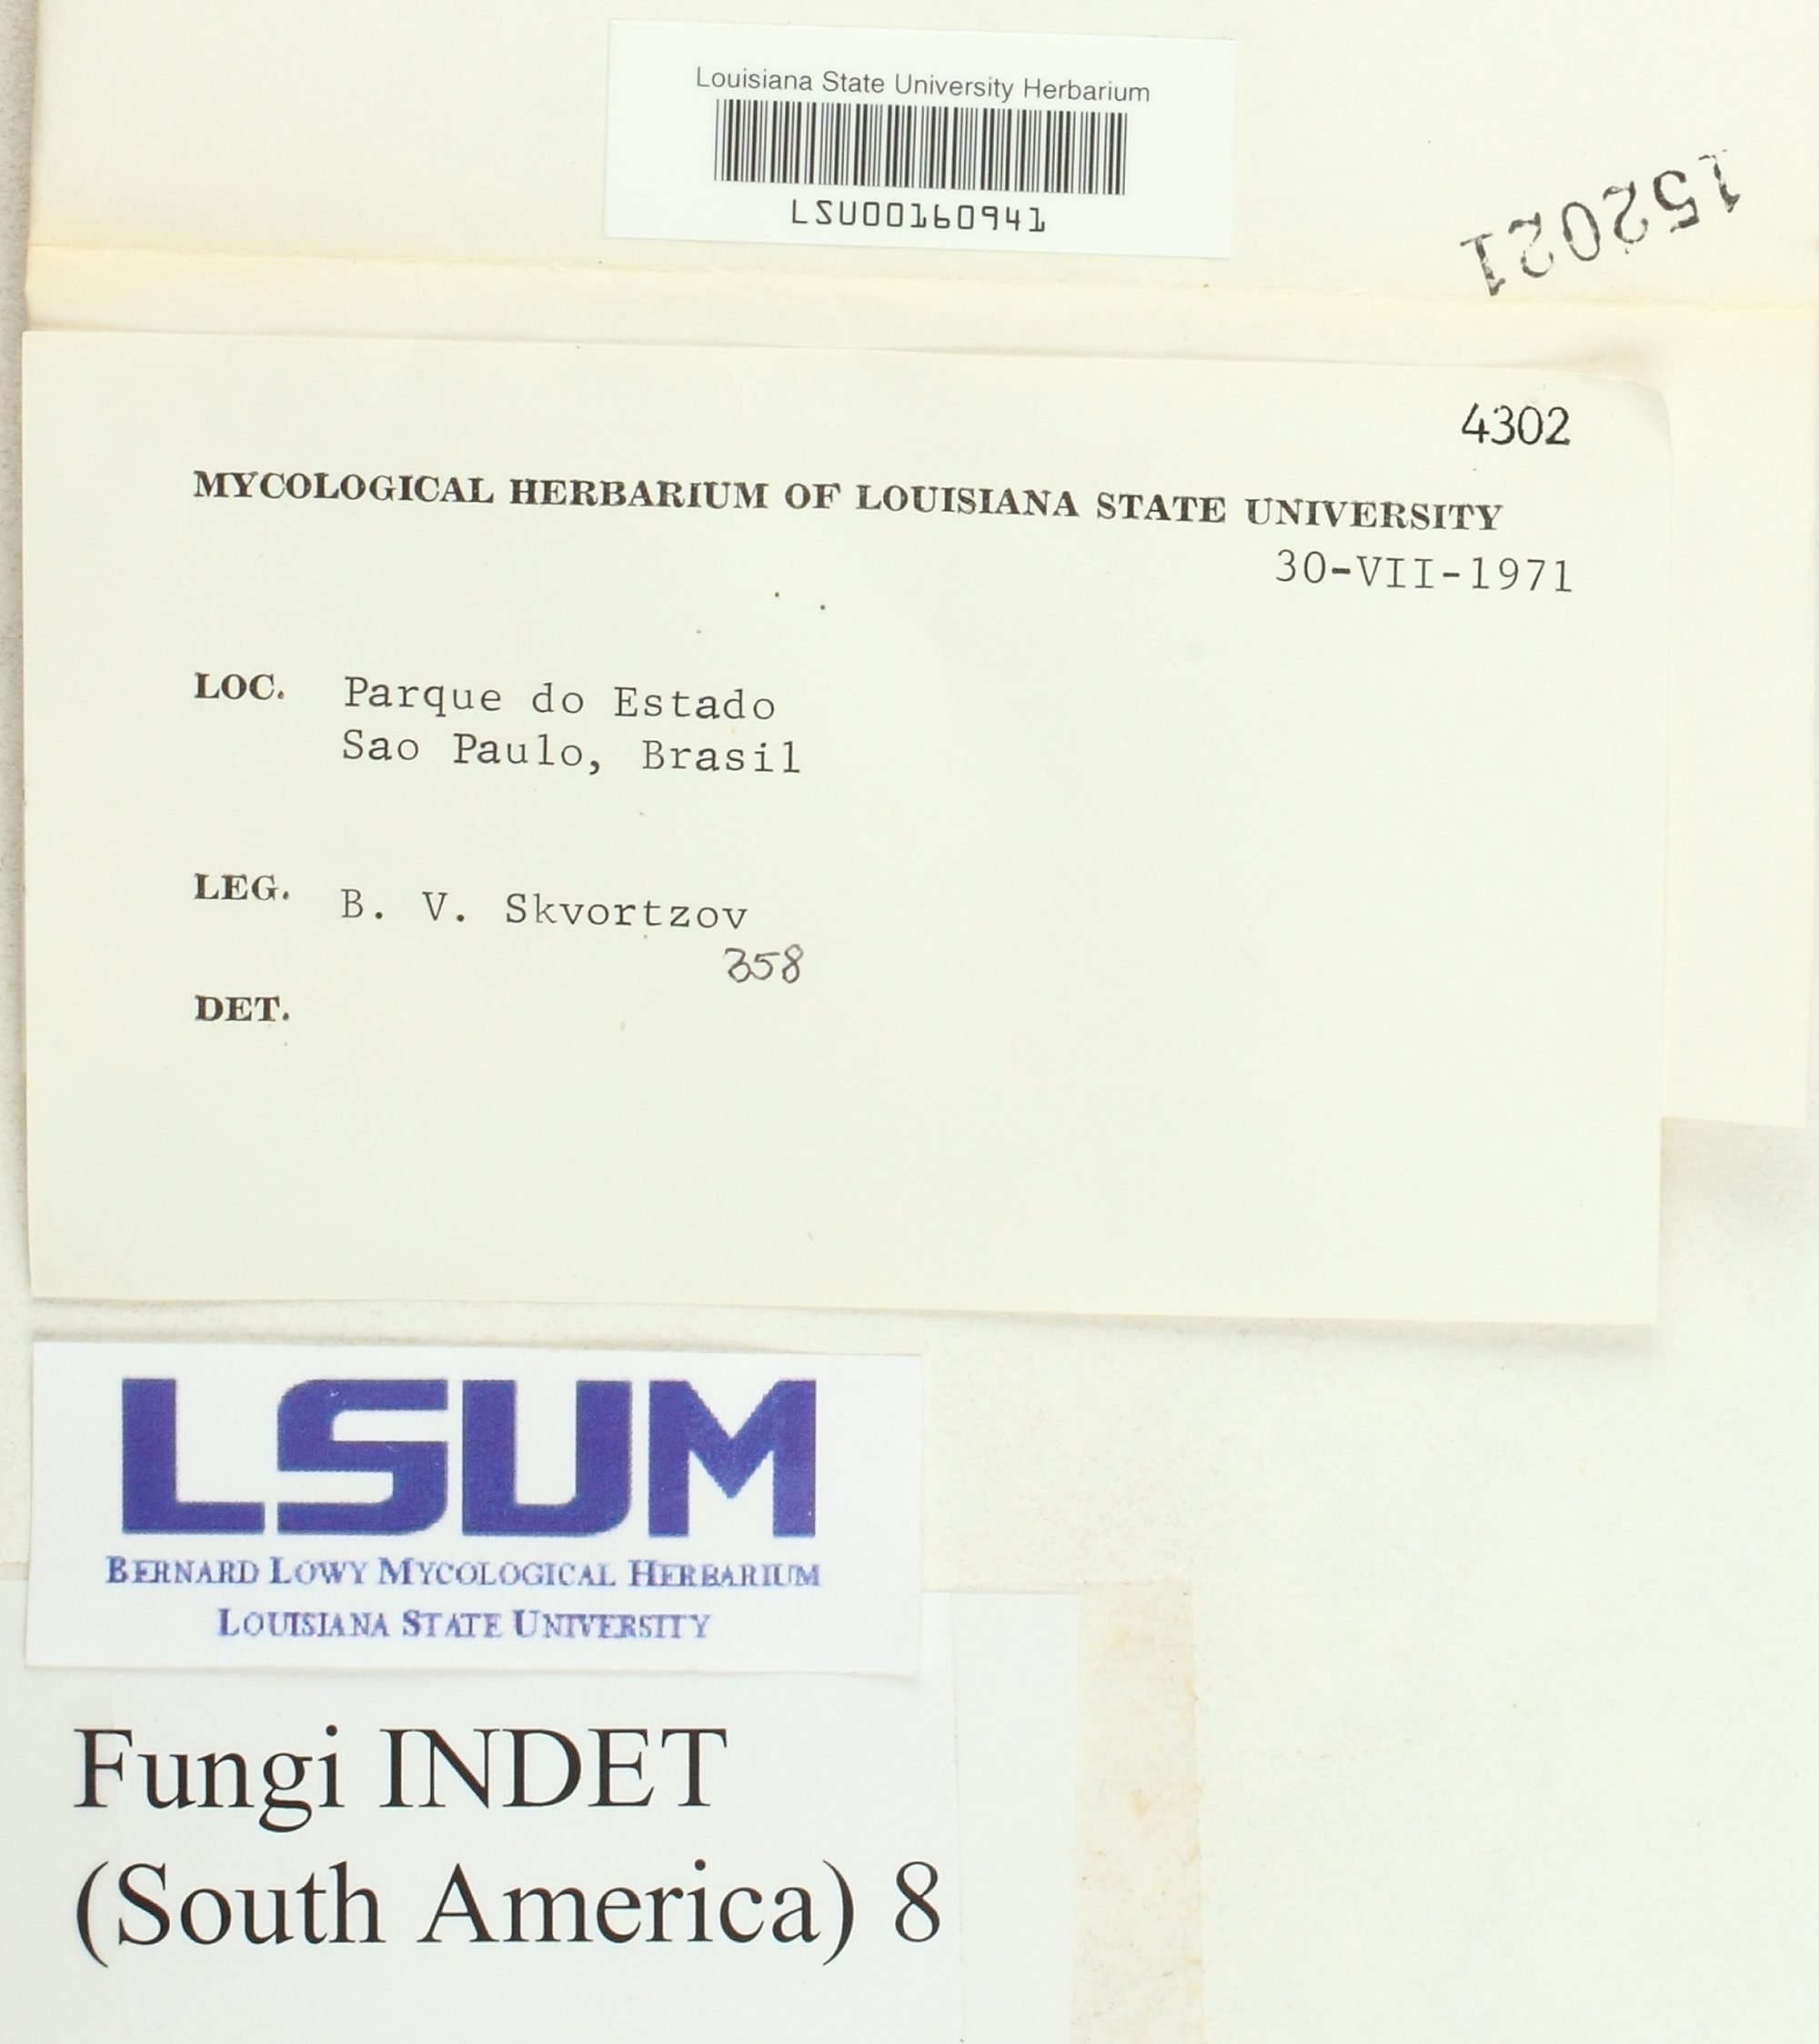 Louisiana State University Herbarium
LSU00160941
152021
4302
MYCOLOGICAL HERBARIUM OF LOUISIANA STATE UNIVERSITY
30-VII-1971
LOC. Parque do Estado
Sao Paulo, Brasil
LEG. B. V. Skvortzov
358
DET.
LSUM
BERNARD LOWY MYCOLOGICAL HERBARIUM
LOUISIANA STATE UNIVERSITY
Fungi INDET
(South America) 8